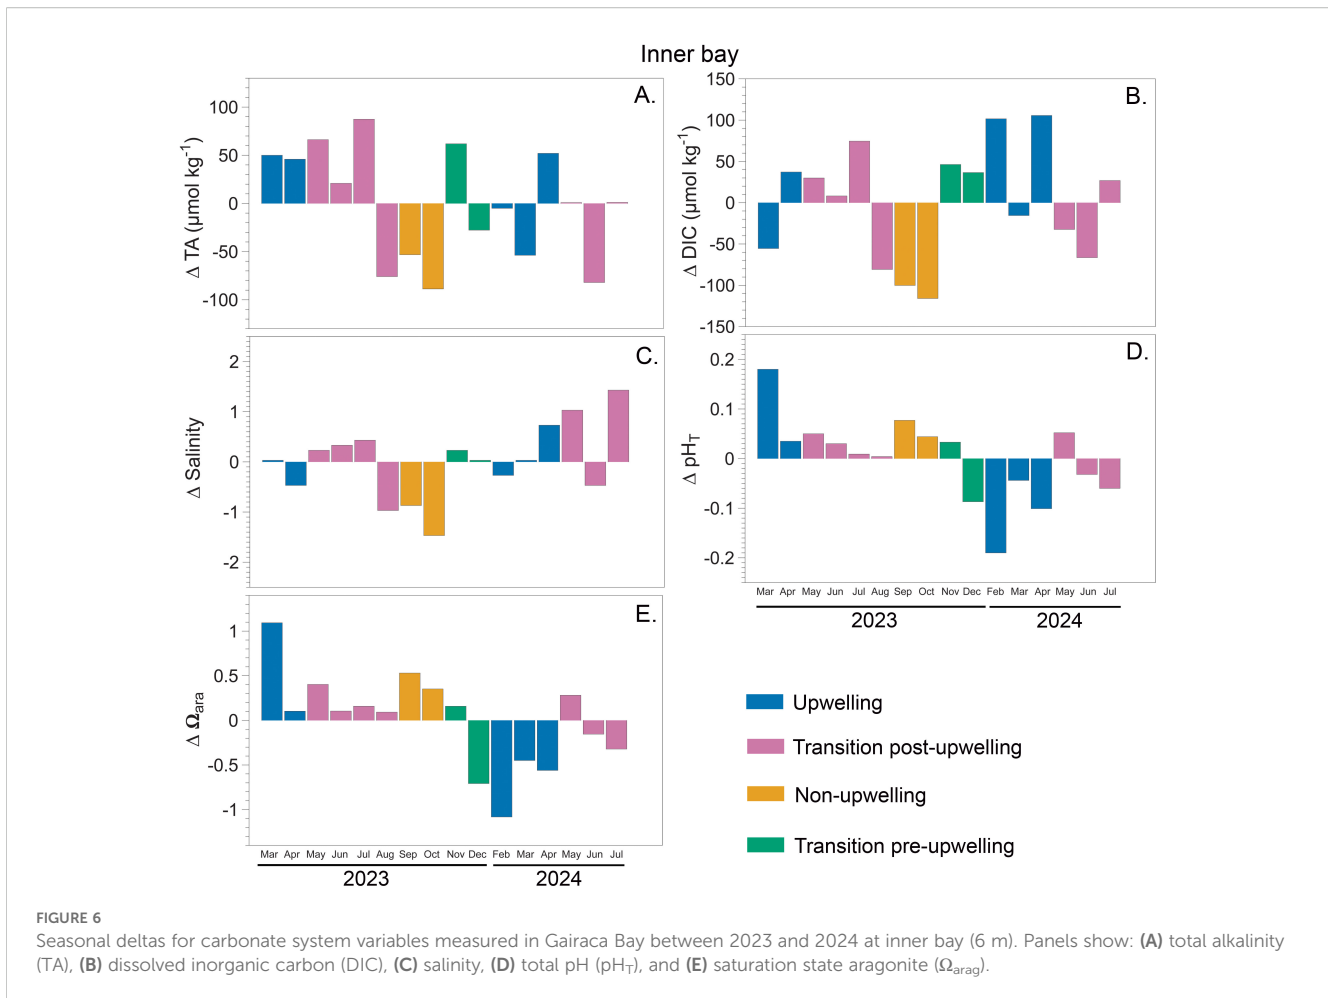 Inner bay
A.
Δ TA (µmol kg⁻¹)
100
50
0
-50
-100
B.
Δ DIC (µmol kg⁻¹)
150
100
50
0
-50
-100
-150
C.
Δ Salinity
2
1
0
-1
-2
D.
Δ pHT
0.2
0.1
0
-0.1
-0.2
Mar Apr May Jun Jul Aug Sep Oct Nov Dec Feb Mar Apr May Jun Jul
2023 2024
E.
Δ Ωara
1
0.5
0
-0.5
-1
Mar Apr May Jun Jul Aug Sep Oct Nov Dec Feb Mar Apr May Jun Jul
2023 2024
Upwelling
Transition post-upwelling
Non-upwelling
Transition pre-upwelling
FIGURE 6
Seasonal deltas for carbonate system variables measured in Gairaca Bay between 2023 and 2024 at inner bay (6 m). Panels show: (A) total alkalinity
(TA), (B) dissolved inorganic carbon (DIC), (C) salinity, (D) total pH (pHT), and (E) saturation state aragonite (Ωarag).